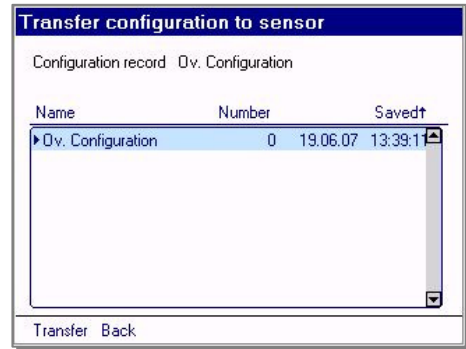 Transfer configuration to sensor
Configuration record Ov. Configuration
Name Number Saved↑
Ov. Configuration 0 19.06.07 13:39:11
Transfer Back